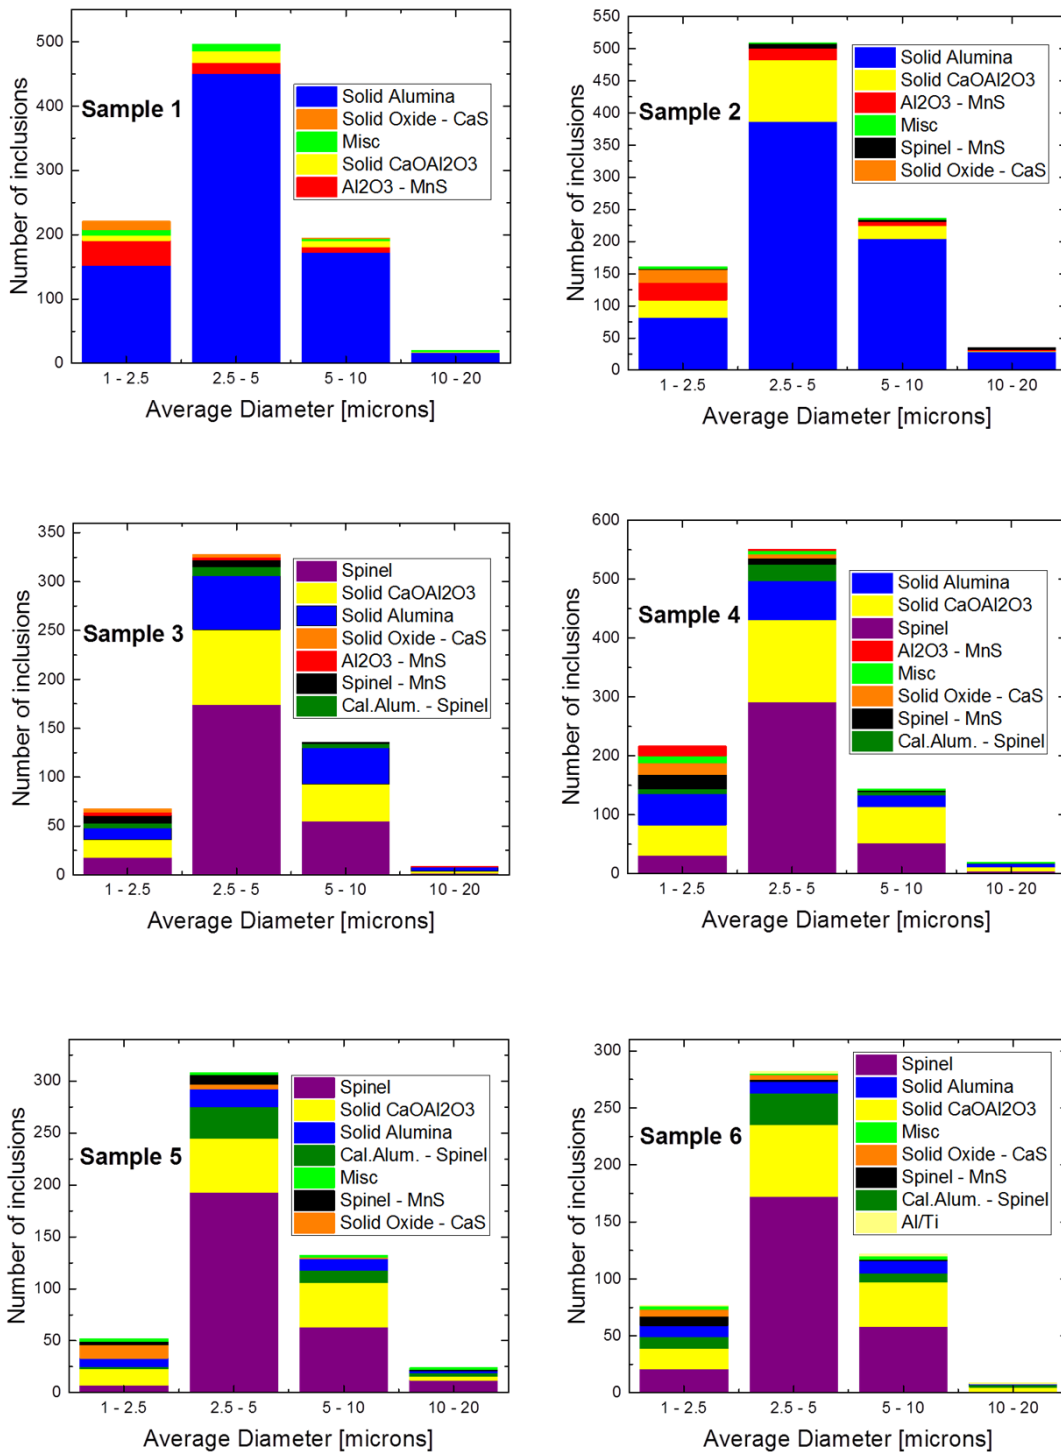 500
400
300
200
100
0
Number of inclusions
Sample 1
Solid Alumina
Solid Oxide - CaS
Misc
Solid CaOAl2O3
Al2O3 - MnS
1 - 2.5 2.5 - 5 5 - 10 10 - 20
Average Diameter [microns]
550
500
450
400
350
300
250
200
150
100
50
0
Number of inclusions
Sample 2
Solid Alumina
Solid CaOAl2O3
Al2O3 - MnS
Misc
Spinel - MnS
Solid Oxide - CaS
1 - 2.5 2.5 - 5 5 - 10 10 - 20
Average Diameter [microns]
350
300
250
200
150
100
50
0
Number of inclusions
Sample 3
Spinel
Solid CaOAl2O3
Solid Alumina
Solid Oxide - CaS
Al2O3 - MnS
Spinel - MnS
Cal.Alum. - Spinel
1 - 2.5 2.5 - 5 5 - 10 10 - 20
Average Diameter [microns]
600
500
400
300
200
100
0
Number of inclusions
Sample 4
Solid Alumina
Solid CaOAl2O3
Spinel
Al2O3 - MnS
Misc
Solid Oxide - CaS
Spinel - MnS
Cal.Alum. - Spinel
1 - 2.5 2.5 - 5 5 - 10 10 - 20
Average Diameter [microns]
300
250
200
150
100
50
0
Number of inclusions
Sample 5
Spinel
Solid CaOAl2O3
Solid Alumina
Cal.Alum. - Spinel
Misc
Spinel - MnS
Solid Oxide - CaS
1 - 2.5 2.5 - 5 5 - 10 10 - 20
Average Diameter [microns]
300
250
200
150
100
50
0
Number of inclusions
Sample 6
Spinel
Solid Alumina
Solid CaOAl2O3
Misc
Solid Oxide - CaS
Spinel - MnS
Cal.Alum. - Spinel
Al/Ti
1 - 2.5 2.5 - 5 5 - 10 10 - 20
Average Diameter [microns]